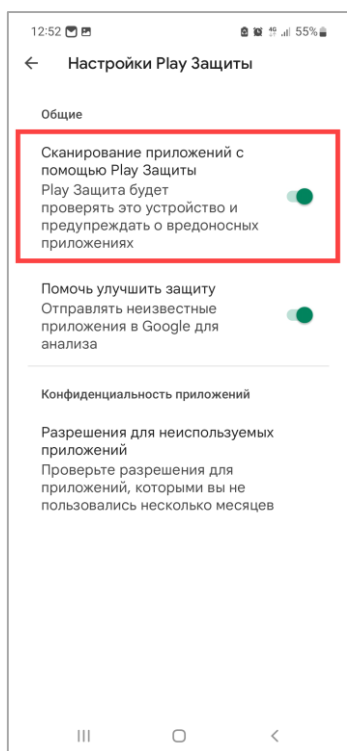 12:52 55%
Настройки Play Защиты
Общие
Сканирование приложений с
помощью Play Защиты
Play Защита будет
проверять это устройство и
предупреждать о вредоносных
приложениях
Помочь улучшить защиту
Отправлять неизвестные
приложения в Google для
анализа
Конфиденциальность приложений
Разрешения для неиспользуемых
приложений
Проверьте разрешения для
приложений, которыми вы не
пользовались несколько месяцев